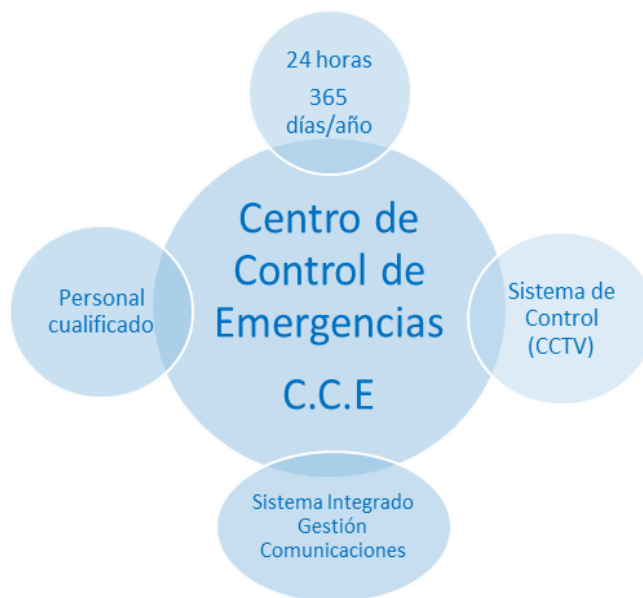 24 horas
365
días/año
Centro de
Control de
Emergencias
C.C.E
Personal
cualificado
Sistema de
Control
(CCTV)
Sistema Integrado
Gestión
Comunicaciones